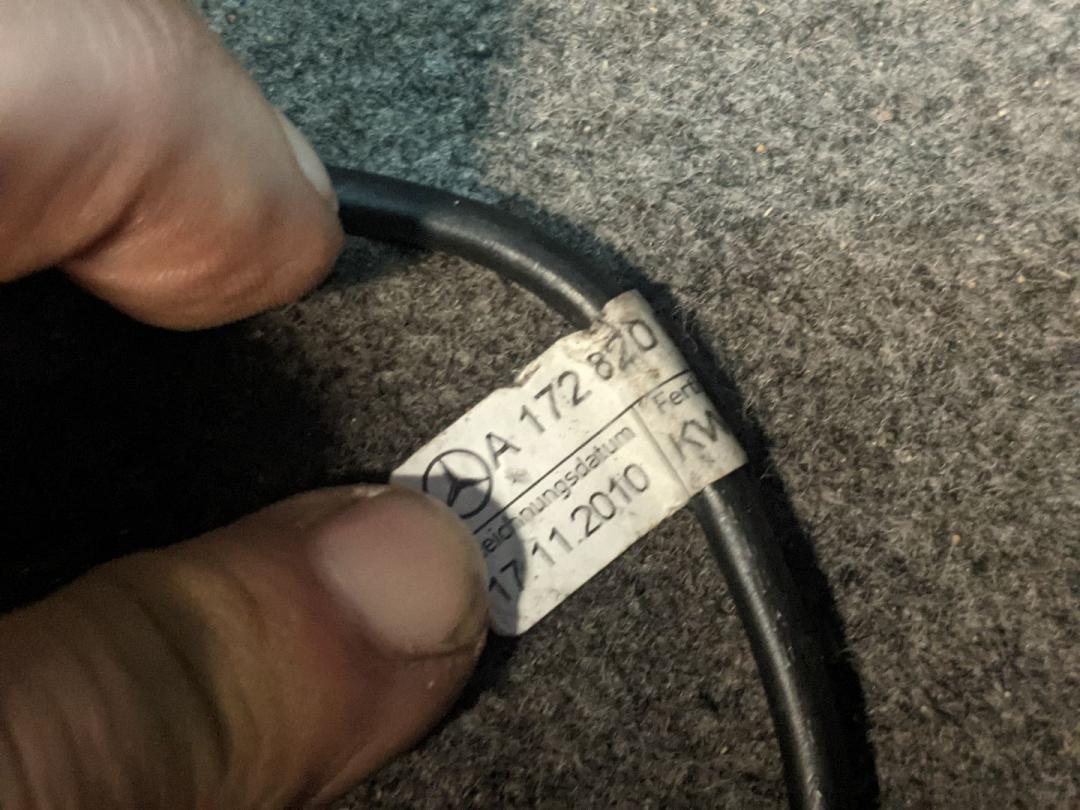 A 172 820
eichnungsdatum
17.11.2010
Fert
KW